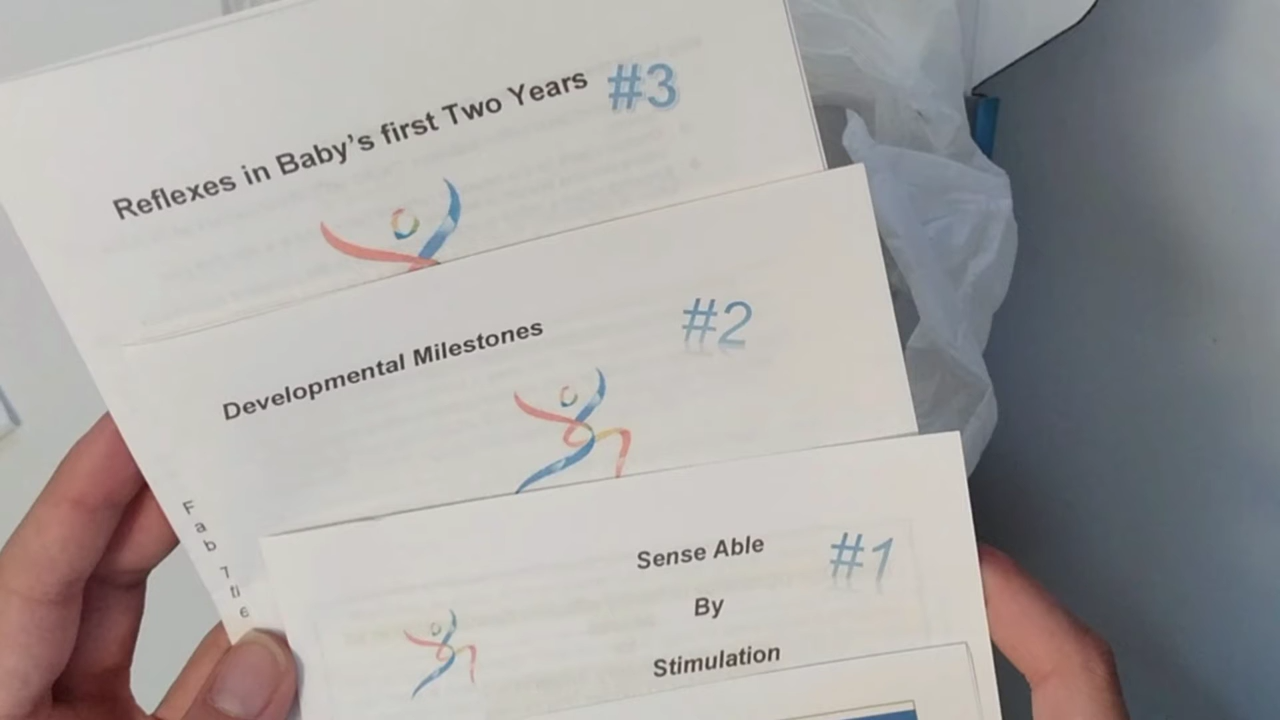 Reflexes in Baby's first Two Years #3
Developmental Milestones #2
Sense Able #1
By
Stimulation